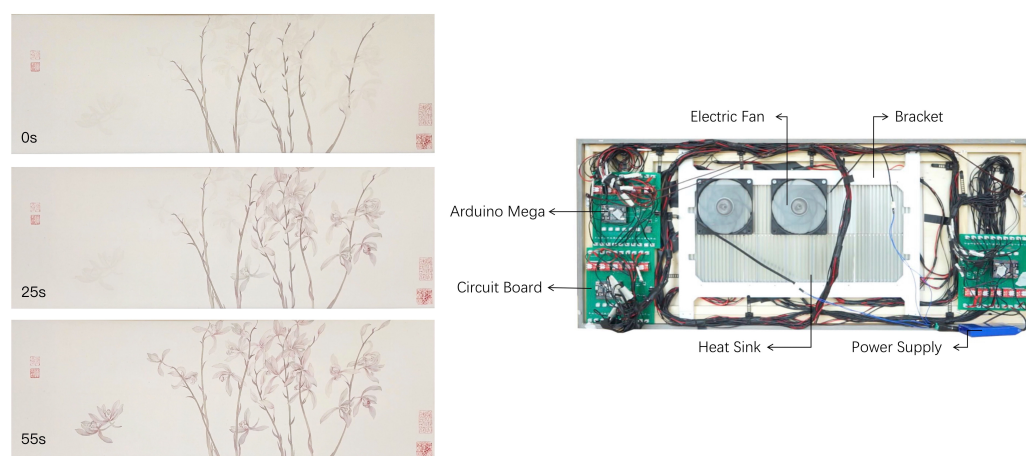 0s
25s
55s
Electric Fan
Bracket
Arduino Mega
Circuit Board
Heat Sink
Power Supply